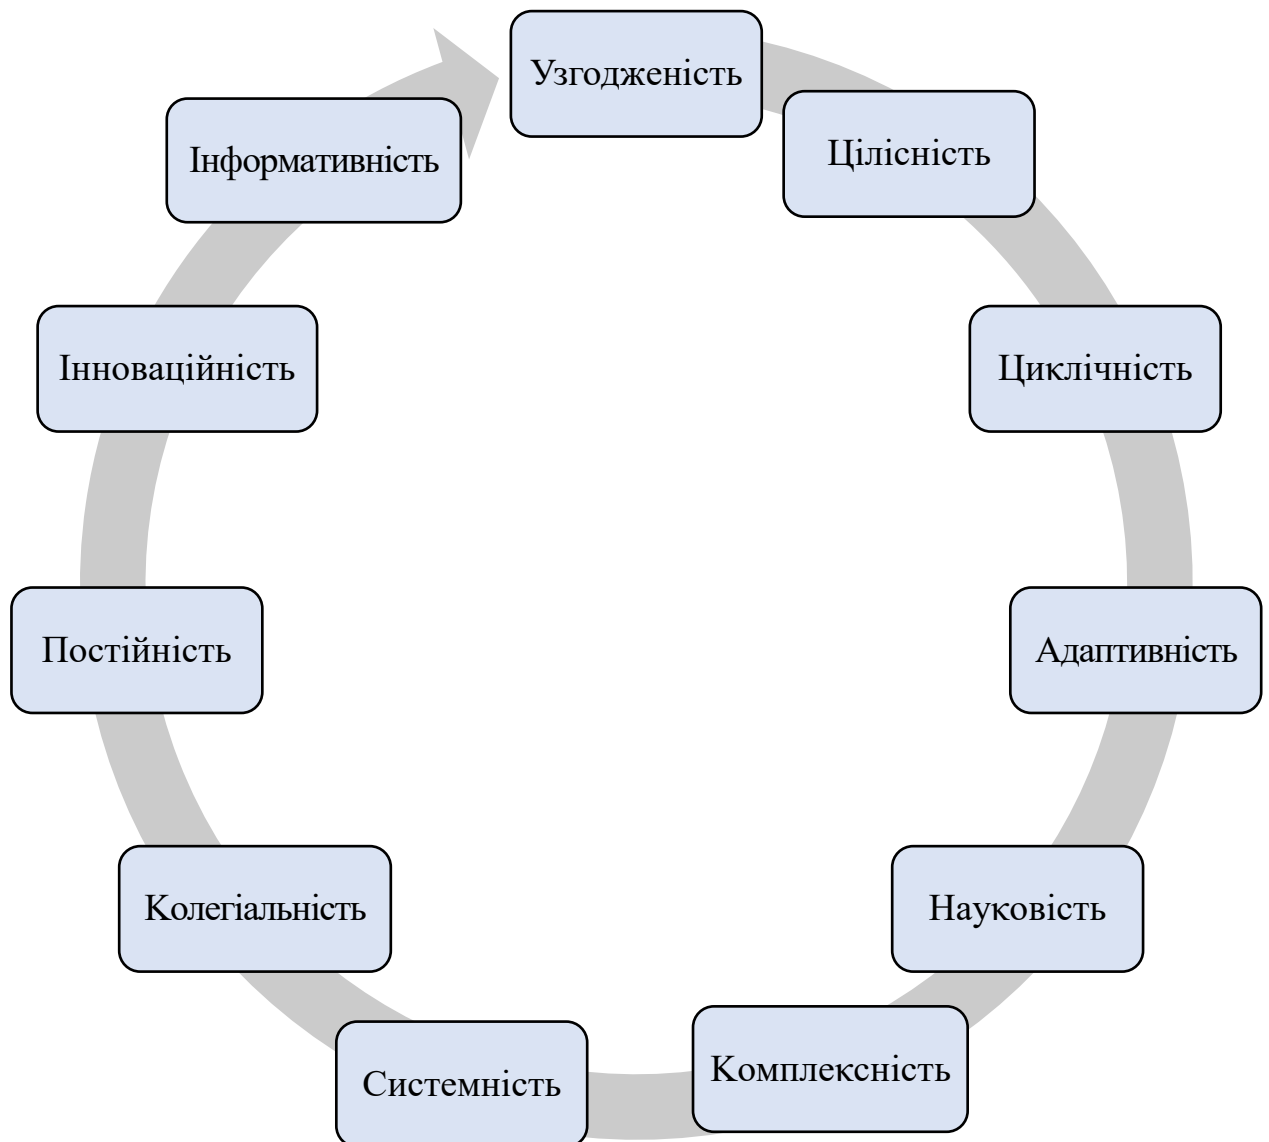 Узгодженість
Цілісність
Циклічність
Адаптивність
Науковість
Комплексність
Системність
Колегіальність
Постійність
Інноваційність
Інформативність